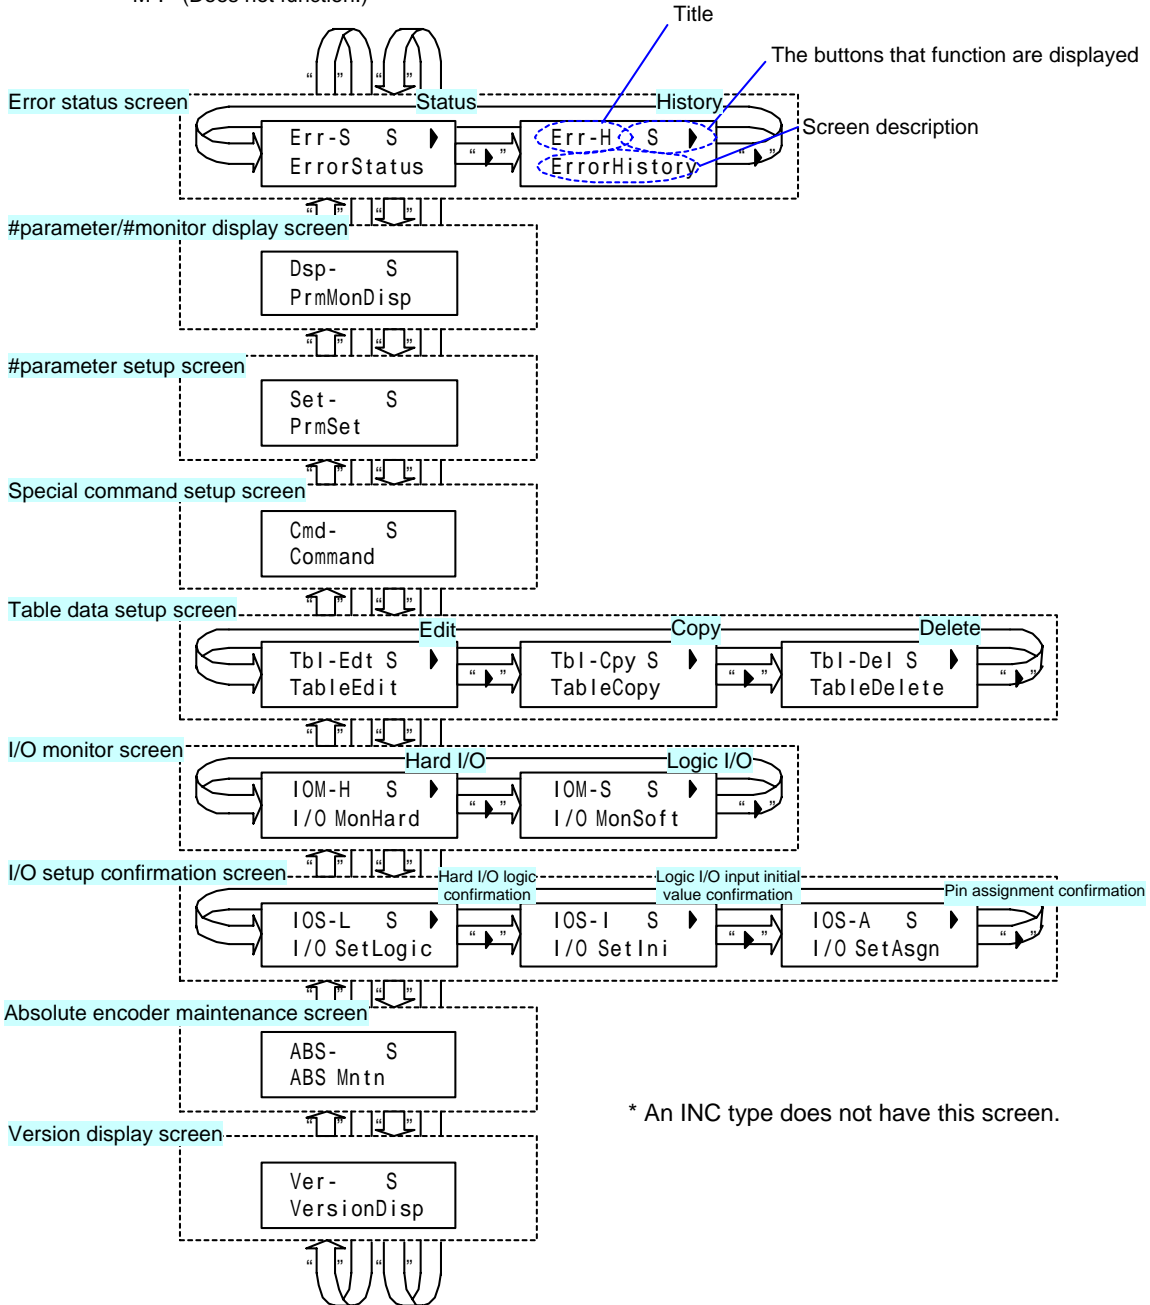 M4: (Does not function.)
Title
The buttons that function are displayed
Error status screen
Status
History
Screen description
Err-S S ▶
ErrorStatus
“ ▶ ”
Err-H S ▶
ErrorHistory
“ ▶ ”
#parameter/#monitor display screen
Dsp- S
PrmMonDisp
#parameter setup screen
Set- S
PrmSet
Special command setup screen
Cmd- S
Command
Table data setup screen
Edit
Copy
Delete
Tbl-Edt S ▶
TableEdit
“ ▶ ”
Tbl-Cpy S ▶
TableCopy
“ ▶ ”
Tbl-Del S ▶
TableDelete
“ ▶ ”
I/O monitor screen
Hard I/O
Logic I/O
IOM-H S ▶
I/O MonHard
“ ▶ ”
IOM-S S ▶
I/O MonSoft
“ ▶ ”
I/O setup confirmation screen
Hard I/O logic
confirmation
Logic I/O input initial
value confirmation
Pin assignment confirmation
IOS-L S ▶
I/O SetLogic
“ ▶ ”
IOS-I S ▶
I/O SetIni
“ ▶ ”
IOS-A S ▶
I/O SetAsgn
“ ▶ ”
Absolute encoder maintenance screen
ABS- S
ABS Mntn
* An INC type does not have this screen.
Version display screen
Ver- S
VersionDisp